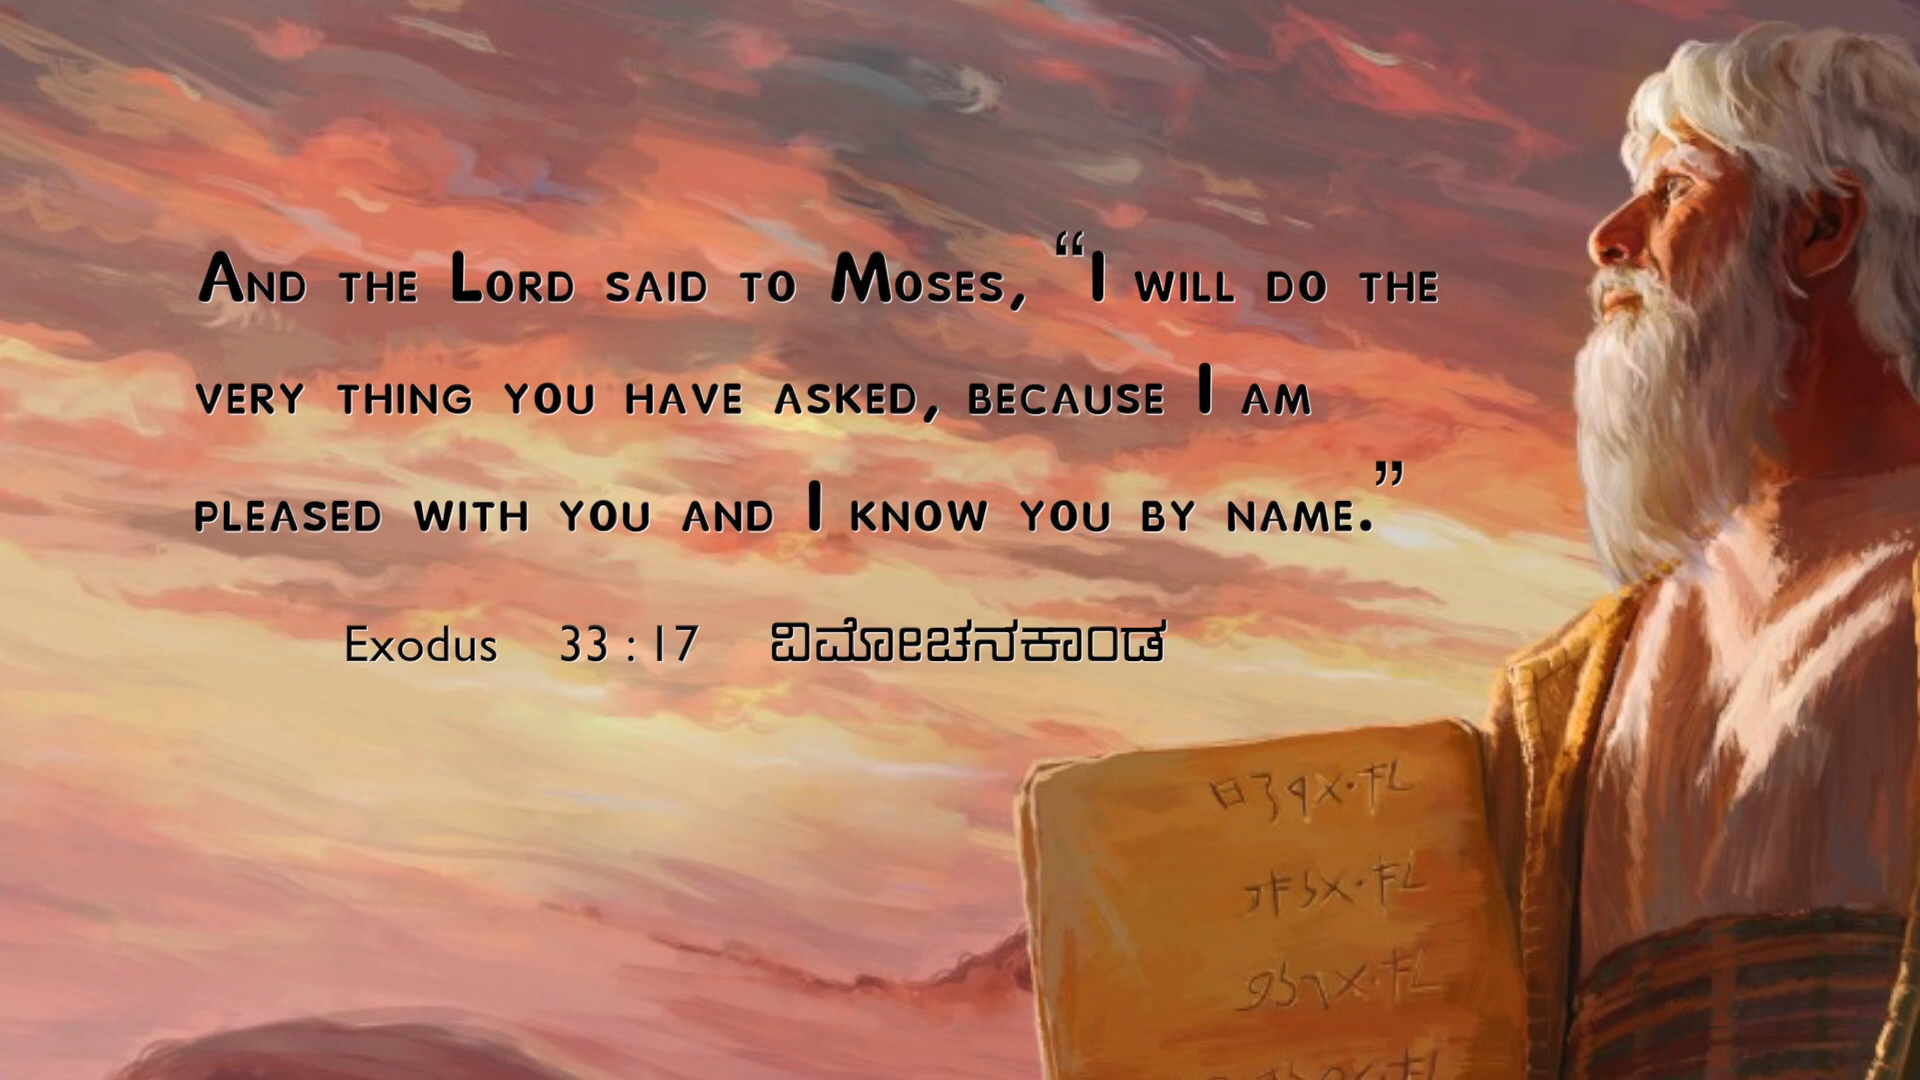 And the Lord said to Moses, “I will do the
very thing you have asked, because I am
pleased with you and I know you by name.”
Exodus 33 : 17 ವಿಮೋಚನಕಾಂಡ